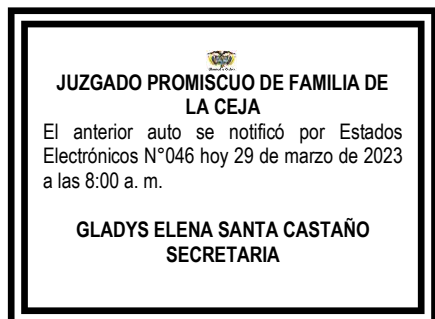 JUZGADO PROMISCUO DE FAMILIA DE
LA CEJA
El anterior auto se notificó por Estados
Electrónicos N°046 hoy 29 de marzo de 2023
a las 8:00 a. m.
GLADYS ELENA SANTA CASTAÑO
SECRETARIA